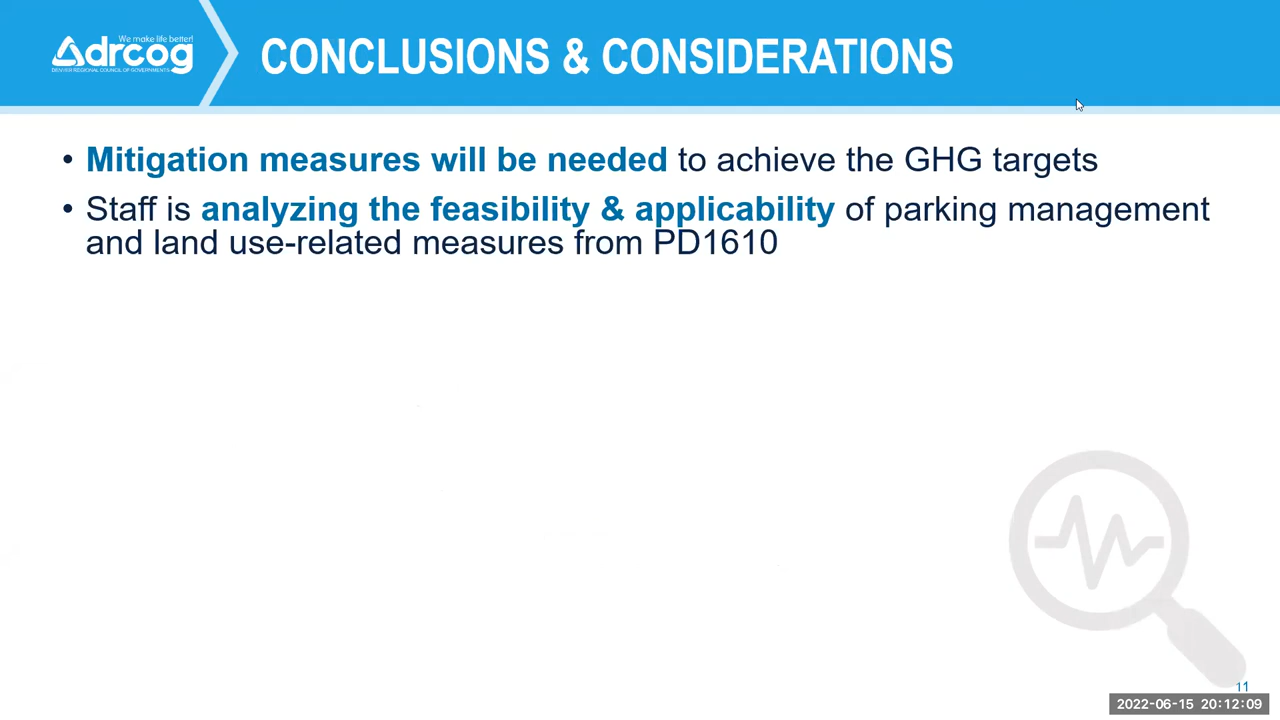 We make life better!
drcog
DENVER REGIONAL COUNCIL OF GOVERNMENTS
CONCLUSIONS & CONSIDERATIONS
• Mitigation measures will be needed to achieve the GHG targets
• Staff is analyzing the feasibility & applicability of parking management
and land use-related measures from PD1610
11
2022-06-15 20:12:09